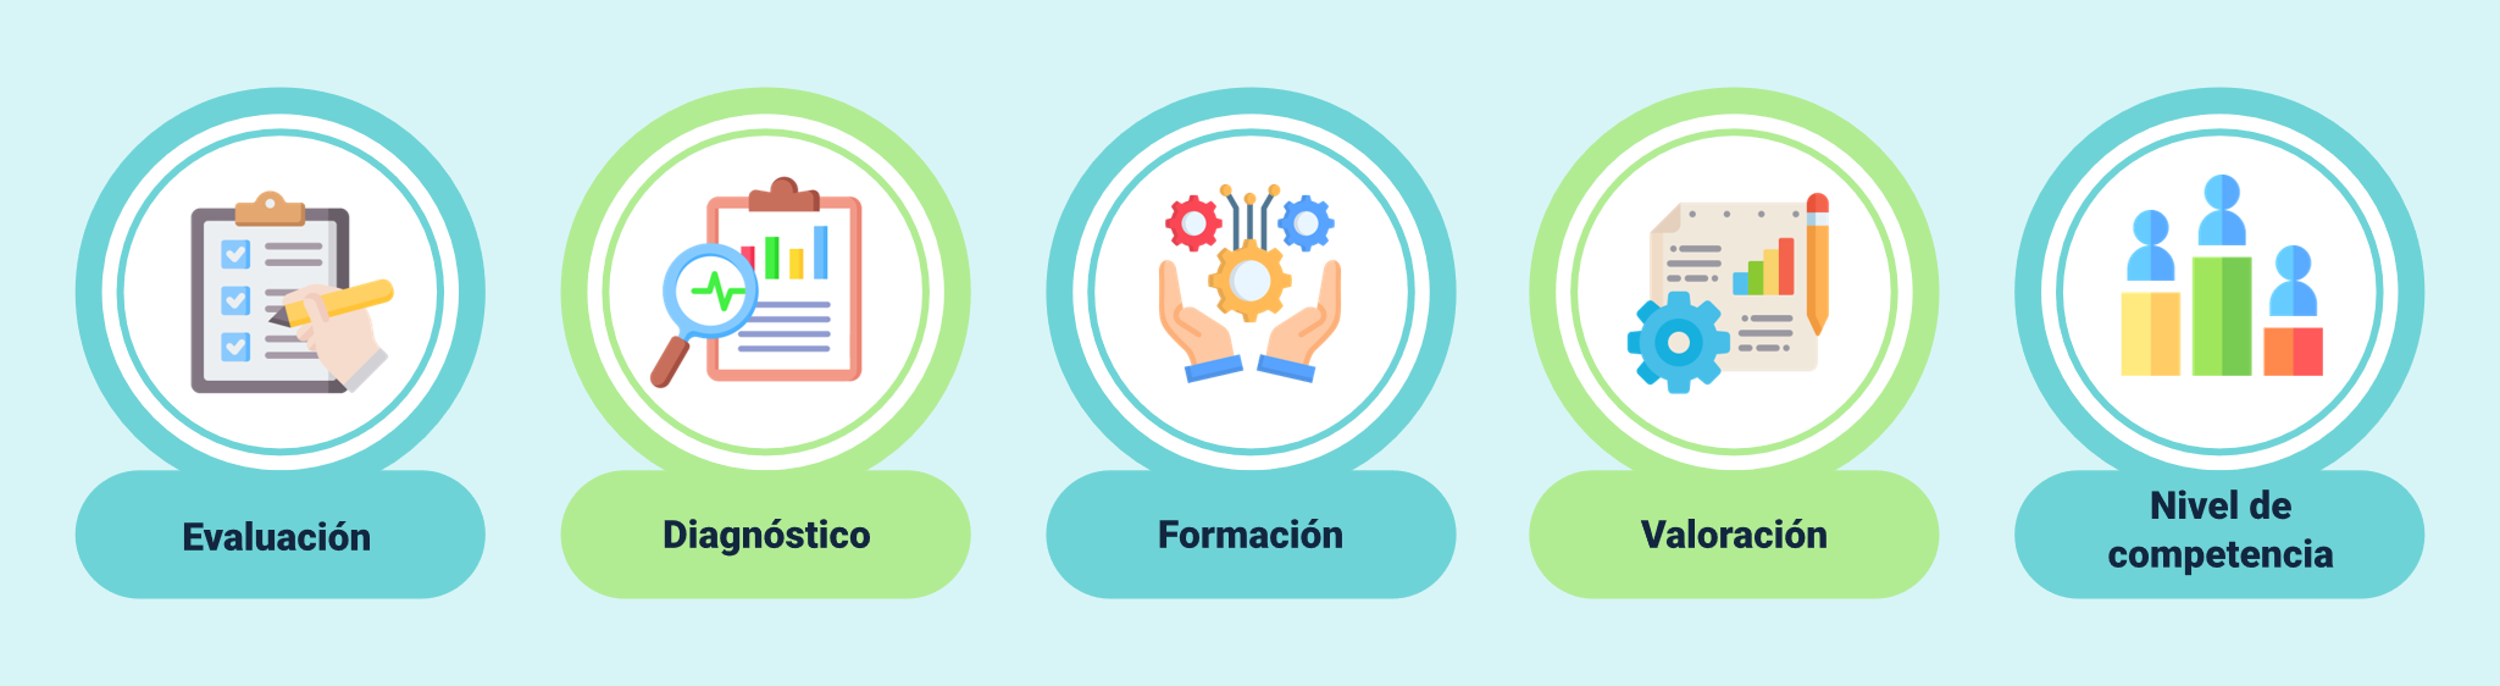 Evaluación
Diagnóstico
Formación
Valoración
Nivel de
competencia